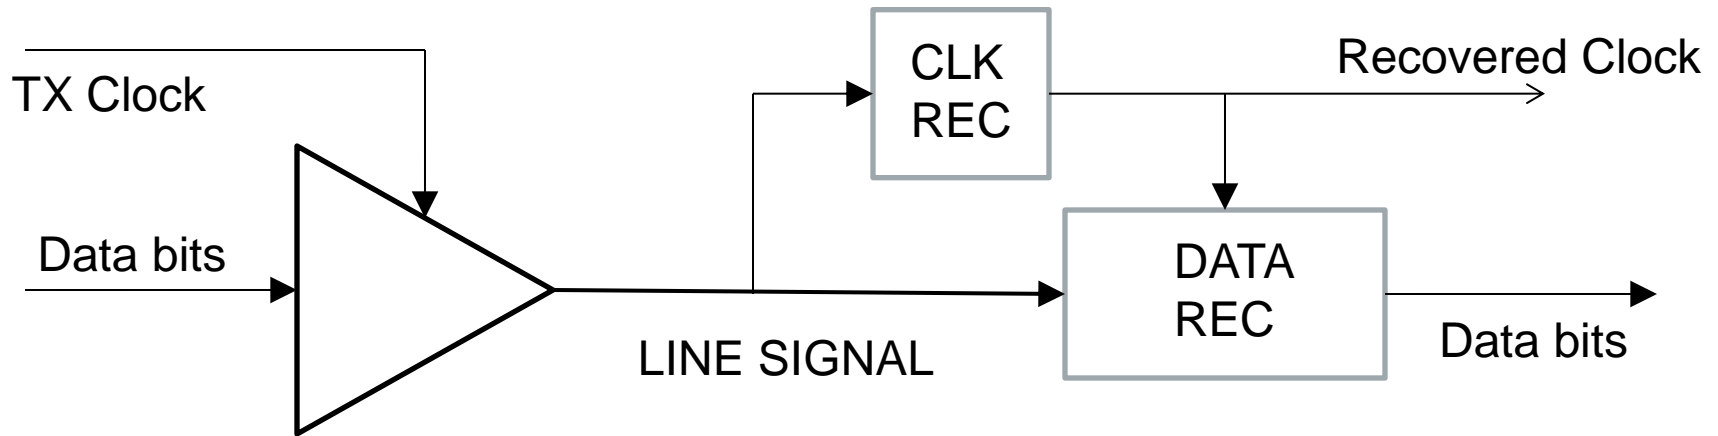 TX Clock
Data bits
LINE SIGNAL
CLK
REC
Recovered Clock
DATA
REC
Data bits